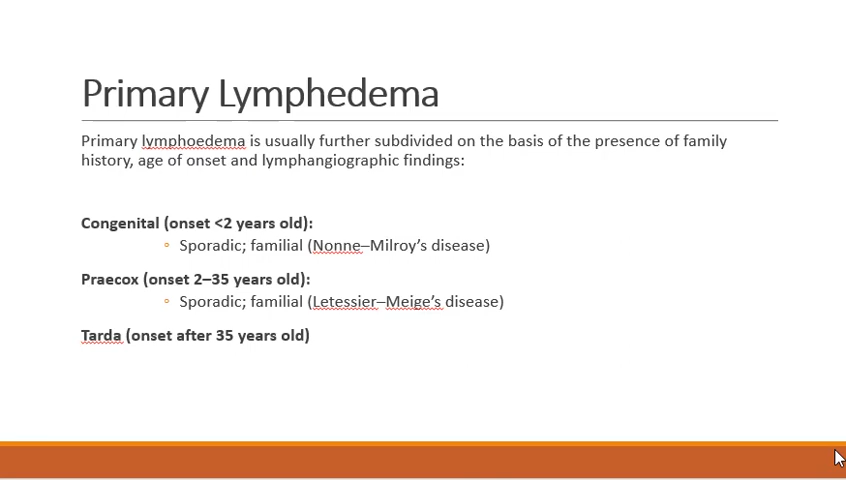 Primary Lymphedema
Primary lymphoedema is usually further subdivided on the basis of the presence of family
history, age of onset and lymphangiographic findings:
Congenital (onset <2 years old):
◦ Sporadic; familial (Nonne–Milroy’s disease)
Praecox (onset 2–35 years old):
◦ Sporadic; familial (Letessier–Meige’s disease)
Tarda (onset after 35 years old)